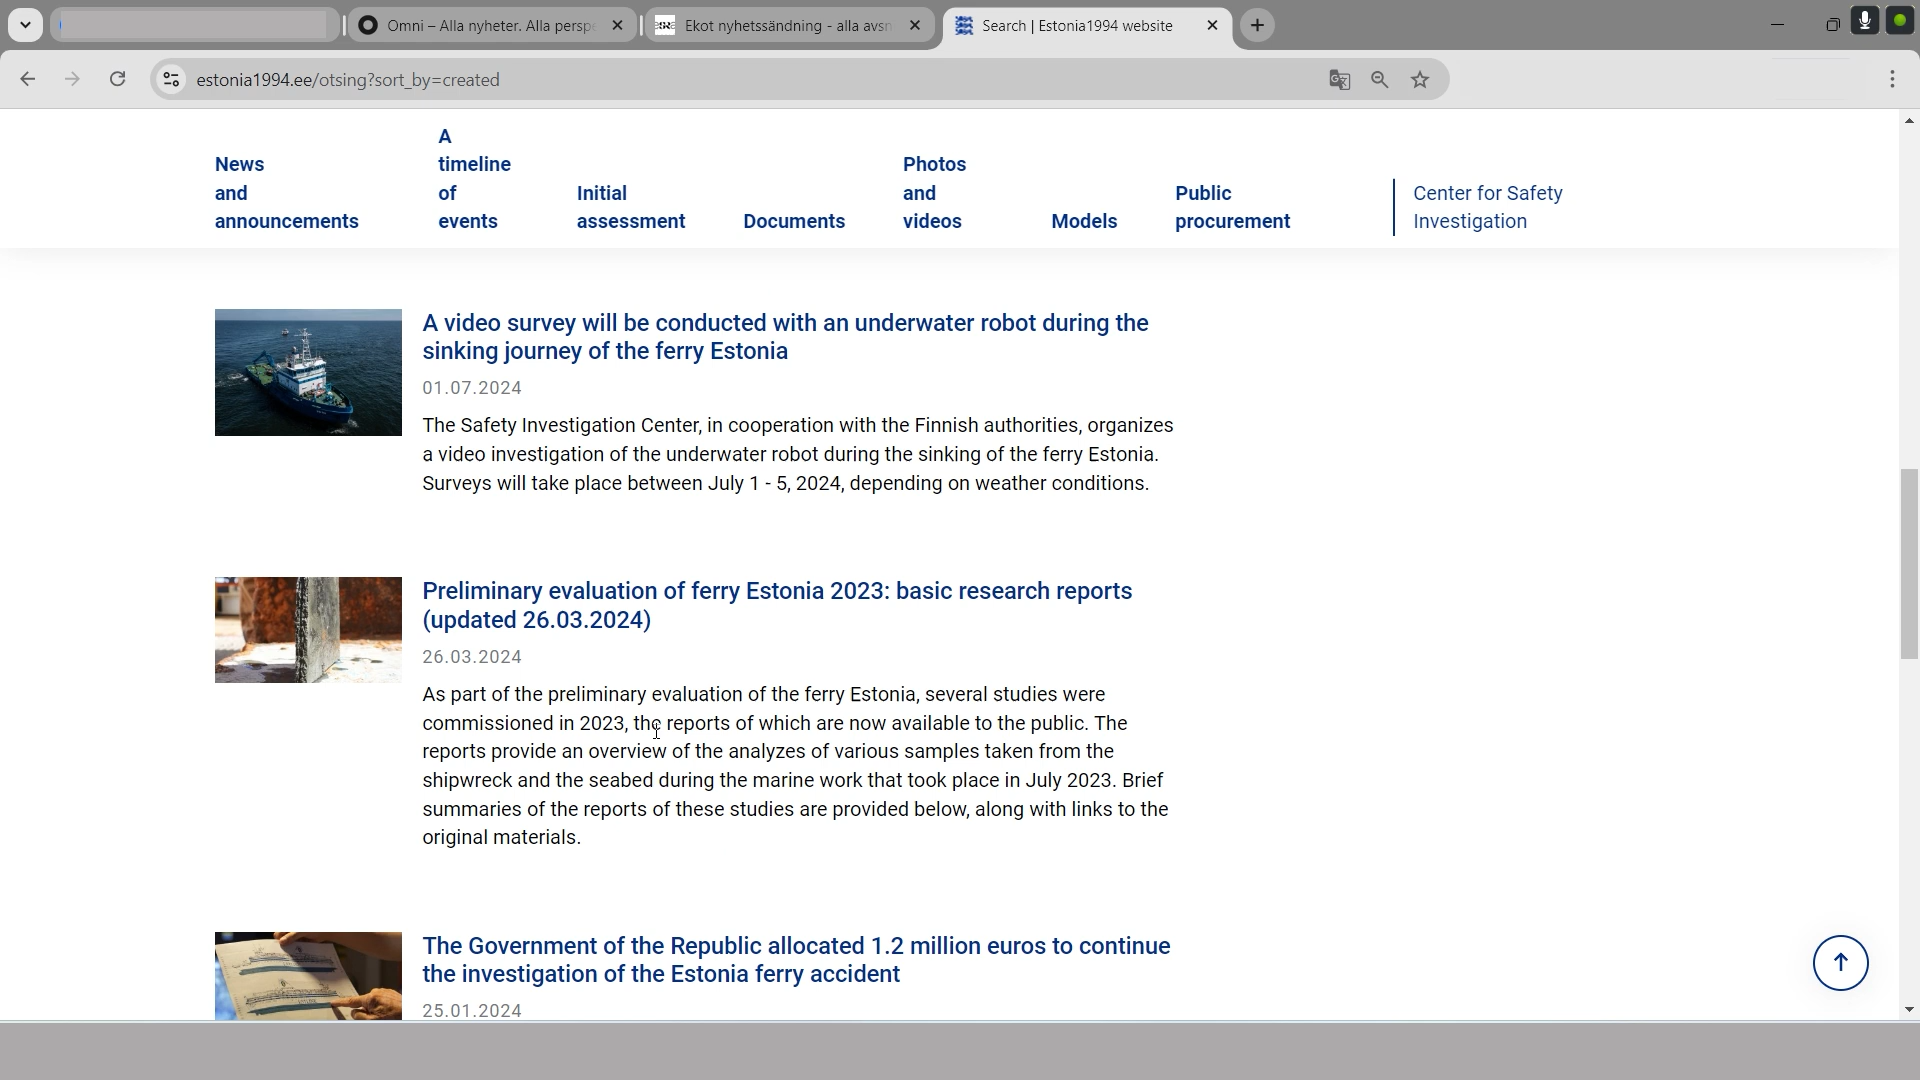 Omni – Alla nyheter. Alla persp
Ekot nyhetssändning - alla avsn
Search | Estonia1994 website
estonia1994.ee/otsing?sort_by=created
News
and
announcements
A
timeline
of
events
Initial
assessment
Documents
Photos
and
videos
Models
Public
procurement
Center for Safety
Investigation
A video survey will be conducted with an underwater robot during the
sinking journey of the ferry Estonia
01.07.2024
The Safety Investigation Center, in cooperation with the Finnish authorities, organizes
a video investigation of the underwater robot during the sinking of the ferry Estonia.
Surveys will take place between July 1 - 5, 2024, depending on weather conditions.
Preliminary evaluation of ferry Estonia 2023: basic research reports
(updated 26.03.2024)
26.03.2024
As part of the preliminary evaluation of the ferry Estonia, several studies were
commissioned in 2023, the reports of which are now available to the public. The
reports provide an overview of the analyzes of various samples taken from the
shipwreck and the seabed during the marine work that took place in July 2023. Brief
summaries of the reports of these studies are provided below, along with links to the
original materials.
The Government of the Republic allocated 1.2 million euros to continue
the investigation of the Estonia ferry accident
25.01.2024